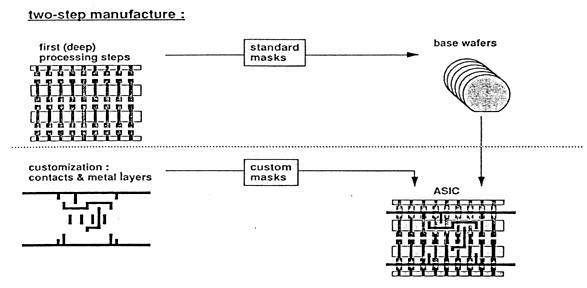 two-step manufacture :
first (deep)
processing steps
standard
masks
base wafers
customization :
contacts & metal layers
custom
masks
ASIC